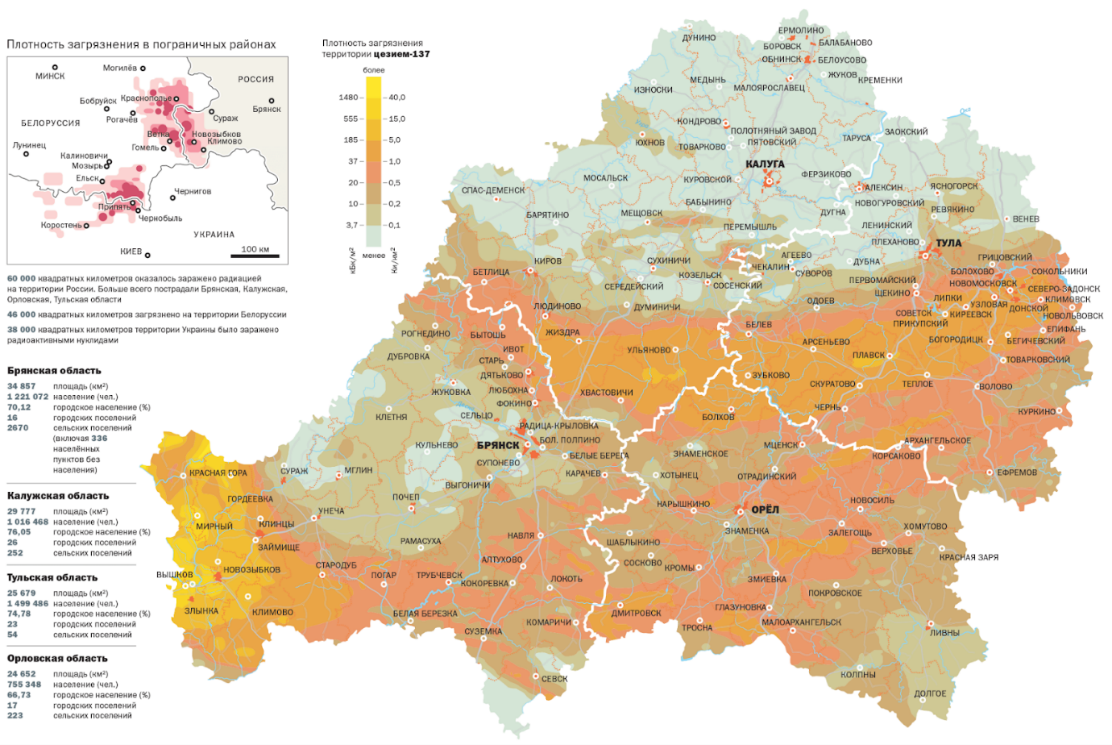 Плотность загрязнения в пограничных районах
МИНСК
Могилёв
РОССИЯ
Бобруйск
Краснополье
Брянск
Рогачёв
Сураж
БЕЛОРУССИЯ
Ветка
Новозыбков
Лунинец
Гомель
Климово
Калиновичи
Мозырь
Ельск
Чернигов
Припять
Чернобыль
Коростень
УКРАИНА
КИЕВ
100 км
60 000 квадратных километров оказалось заражено радиацией
на территории России. Больше всего пострадали Брянская, Калужская,
Орловская, Тульская области
46 000 квадратных километров загрязнено на территории Белоруссии
38 000 квадратных километров территории Украины было заражено
радиоактивными нуклидами
Брянская область
34 857 площадь (км²)
1 221 072 население (чел.)
70,12 городское население (%)
16 городских поселений
2670 сельских поселений
(включая 336
населённых
пунктов без
населения)
Калужская область
29 777 площадь (км²)
1 016 468 население (чел.)
76,05 городское население (%)
26 городских поселений
252 сельских поселений
Тульская область
25 679 площадь (км²)
1 499 486 население (чел.)
74,78 городское население (%)
23 городских поселений
54 сельских поселений
Орловская область
24 652 площадь (км²)
755 348 население (чел.)
66,73 городское население (%)
17 городских поселений
223 сельских поселений
Плотность загрязнения
территории цезием-137
более
1480 40,0
555 15,0
185 5,0
37 1,0
20 0,5
10 0,2
3,7 0,1
кБк/м² менее Ки/км²
ДУНИНО
ЕРМОЛИНО
БОРОВСК
БАЛАБАНОВО
ОБНИНСК
БЕЛОУСОВО
ЖУКОВ
КРЕМЕНКИ
МЕДЫНЬ
МАЛОЯРОСЛАВЕЦ
ИЗНОСКИ
КОНДРОВО
ПОЛОТНЯНЫЙ ЗАВОД
ЮХНОВ
ТОВАРКОВО
ПЯТОВСКИЙ
ТАРУСА
ЗАОКСКИЙ
КАЛУГА
ФЕРЗИКОВО
МОСАЛЬСК
КУРОВСКОЙ
АЛЕКСИН
ЯСНОГОРСК
СПАС-ДЕМЕНСК
БАБЫНИНО
НОВОГУРОВСКИЙ
БАРЯТИНО
МЕЩОВСК
ДУГНА
РЕВЯКИНО
ВЕНЕВ
ПЕРЕМЫШЛЬ
ЛЕНИНСКИЙ
ПЛЕХАНОВО
ТУЛА
КИРОВ
СУХИНИЧИ
АГЕЕВО
ДУБНА
ГРИЦОВСКИЙ
БЕТЛИЦА
КОЗЕЛЬСК
ЧЕКАЛИН
СУВОРОВ
БОЛОХОВО
СОКОЛЬНИКИ
СЕРЕДЕЙСКИЙ
СОСЕНСКИЙ
ПЕРВОМАЙСКИЙ
НОВОМОСКОВСК
СЕВЕРО-ЗАДОНСК
ЩЕКИНО
ЛИПКИ
УЗЛОВАЯ
КЛИМОВСК
ЛЮДИНОВО
ДУМИНИЧИ
ОДОЕВ
СОВЕТСК
КИРЕЕВСК
ДОНСКОЙ
НОВОЛЬВОВСК
ПРИКУПСКИЙ
РОГНЕДИНО
БЫТОШЬ
ЖИЗДРА
БЕЛЕВ
ЕПИФАНЬ
БОГОРОДИЦК
БЕГИЧЕВСКИЙ
ДУБРОВКА
ИВОТ
УЛЬЯНОВО
АРСЕНЬЕВО
ПЛАВСК
ТОВАРКОВСКИЙ
СТАРЬ
ДЯТЬКОВО
ЗУБКОВО
СКУРАТОВО
ТЕПЛОЕ
ВОЛОВО
ЖУКОВКА
ЛЮБОХНА
ХВАСТОВИЧИ
ФОКИНО
ЧЕРНЬ
КУРКИНО
КЛЕТНЯ
СЕЛЬЦО
БОЛХОВ
РАДИЦА-КРЫЛОВКА
БРЯНСК
БОЛ. ПОЛПИНО
МЦЕНСК
АРХАНГЕЛЬСКОЕ
КУЛЬНЕВО
БЕЛЫЕ БЕРЕГА
ЗНАМЕНСКОЕ
КОРСАКОВО
СУПОНЕВО
КРАСНАЯ ГОРА
СУРАЖ
МГЛИН
КАРАЧЕВ
ХОТЫНЕЦ
ОТРАДИНСКИЙ
ЕФРЕМОВ
ВЫГОНИЧИ
ГОРДЕЕВКА
ПОЧЕП
НАРЫШКИНО
НОВОСИЛЬ
УНЕЧА
ОРЁЛ
МИРНЫЙ
КЛИНЦЫ
ЗНАМЕНКА
ЗАЛЕГОЩЬ
ХОМУТОВО
ЗАЙМИЩЕ
РАМАСУХА
НАВЛЯ
ШАБЛЫКИНО
ВЕРХОВЬЕ
КРАСНАЯ ЗАРЯ
АЛТУХОВО
СОСКОВО
КРОМЫ
ВЫШКОВ
НОВОЗЫБКОВ
СТАРОДУБ
ПОГАР
ТРУБЧЕВСК
КОКОРЕВКА
ЛОКОТЬ
ЗМИЕВКА
ПОКРОВСКОЕ
ЗЛЫНКА
КЛИМОВО
БЕЛАЯ БЕРЕЗКА
ДМИТРОВСК
ГЛАЗУНОВКА
КОМАРИЧИ
ТРОСНА
МАЛОАРХАНГЕЛЬСК
СУЗЕМКА
ЛИВНЫ
СЕВСК
КОЛПНЫ
ДОЛГОЕ